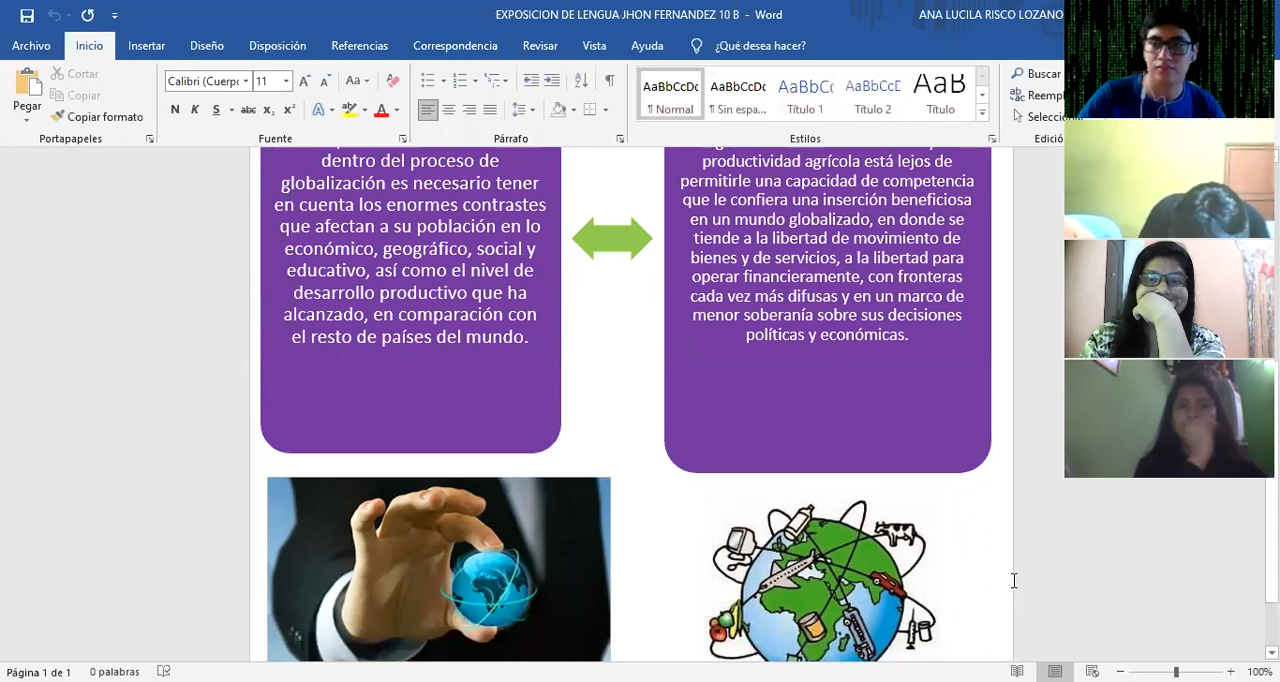 EXPOSICION DE LENGUA JHON FERNANDEZ 10 B - Word
ANA LUCILA RISCO LOZANO
Archivo
Inicio
Insertar
Diseño
Disposición
Referencias
Correspondencia
Revisar
Vista
Ayuda
¿Qué desea hacer?
Pegar
Cortar
Copiar
Copiar formato
Portapapeles
Calibri (Cuerpo
11
Aa
N K S abc x₂ x²
Fuente
Párrafo
AaBbCcDc
¶ Normal
AaBbCcDc
¶ Sin espa...
AaBbCc
Título 1
AaBbCcD
Título 2
AaB
Título
Estilos
Buscar
Reempl
Selecciona
Edició
dentro del proceso de
globalización es necesario tener
en cuenta los enormes contrastes
que afectan a su población en lo
económico, geográfico, social y
educativo, así como el nivel de
desarrollo productivo que ha
alcanzado, en comparación con
el resto de países del mundo.
productividad agrícola está lejos de
permitirle una capacidad de competencia
que le confiera una inserción beneficiosa
en un mundo globalizado, en donde se
tiende a la libertad de movimiento de
bienes y de servicios, a la libertad para
operar financieramente, con fronteras
cada vez más difusas y en un marco de
menor soberanía sobre sus decisiones
políticas y económicas.
Página 1 de 1
0 palabras
100%